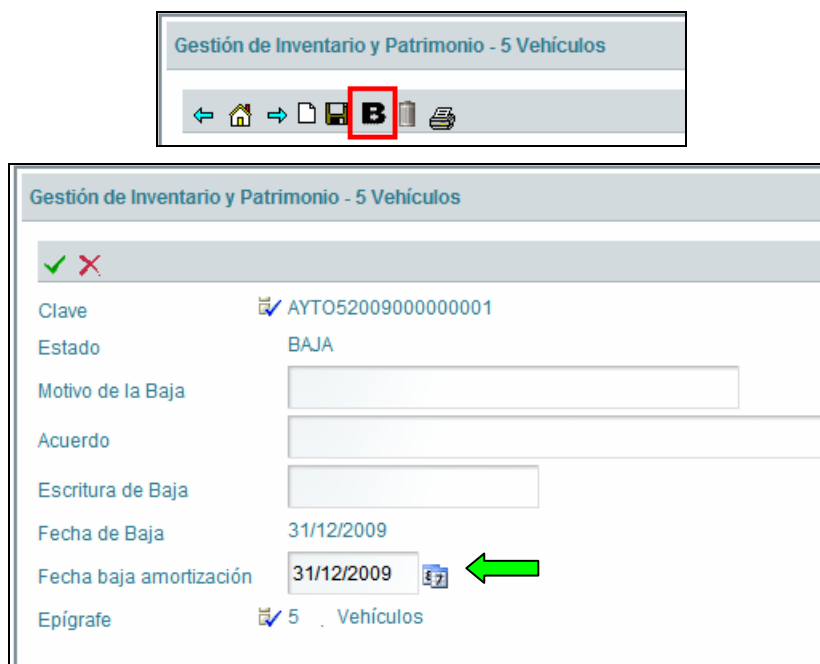 Gestión de Inventario y Patrimonio - 5 Vehículos
B
Gestión de Inventario y Patrimonio - 5 Vehículos
Clave AYTO52009000000001
Estado BAJA
Motivo de la Baja
Acuerdo
Escritura de Baja
Fecha de Baja 31/12/2009
Fecha baja amortización 31/12/2009
Epígrafe 5 . Vehículos